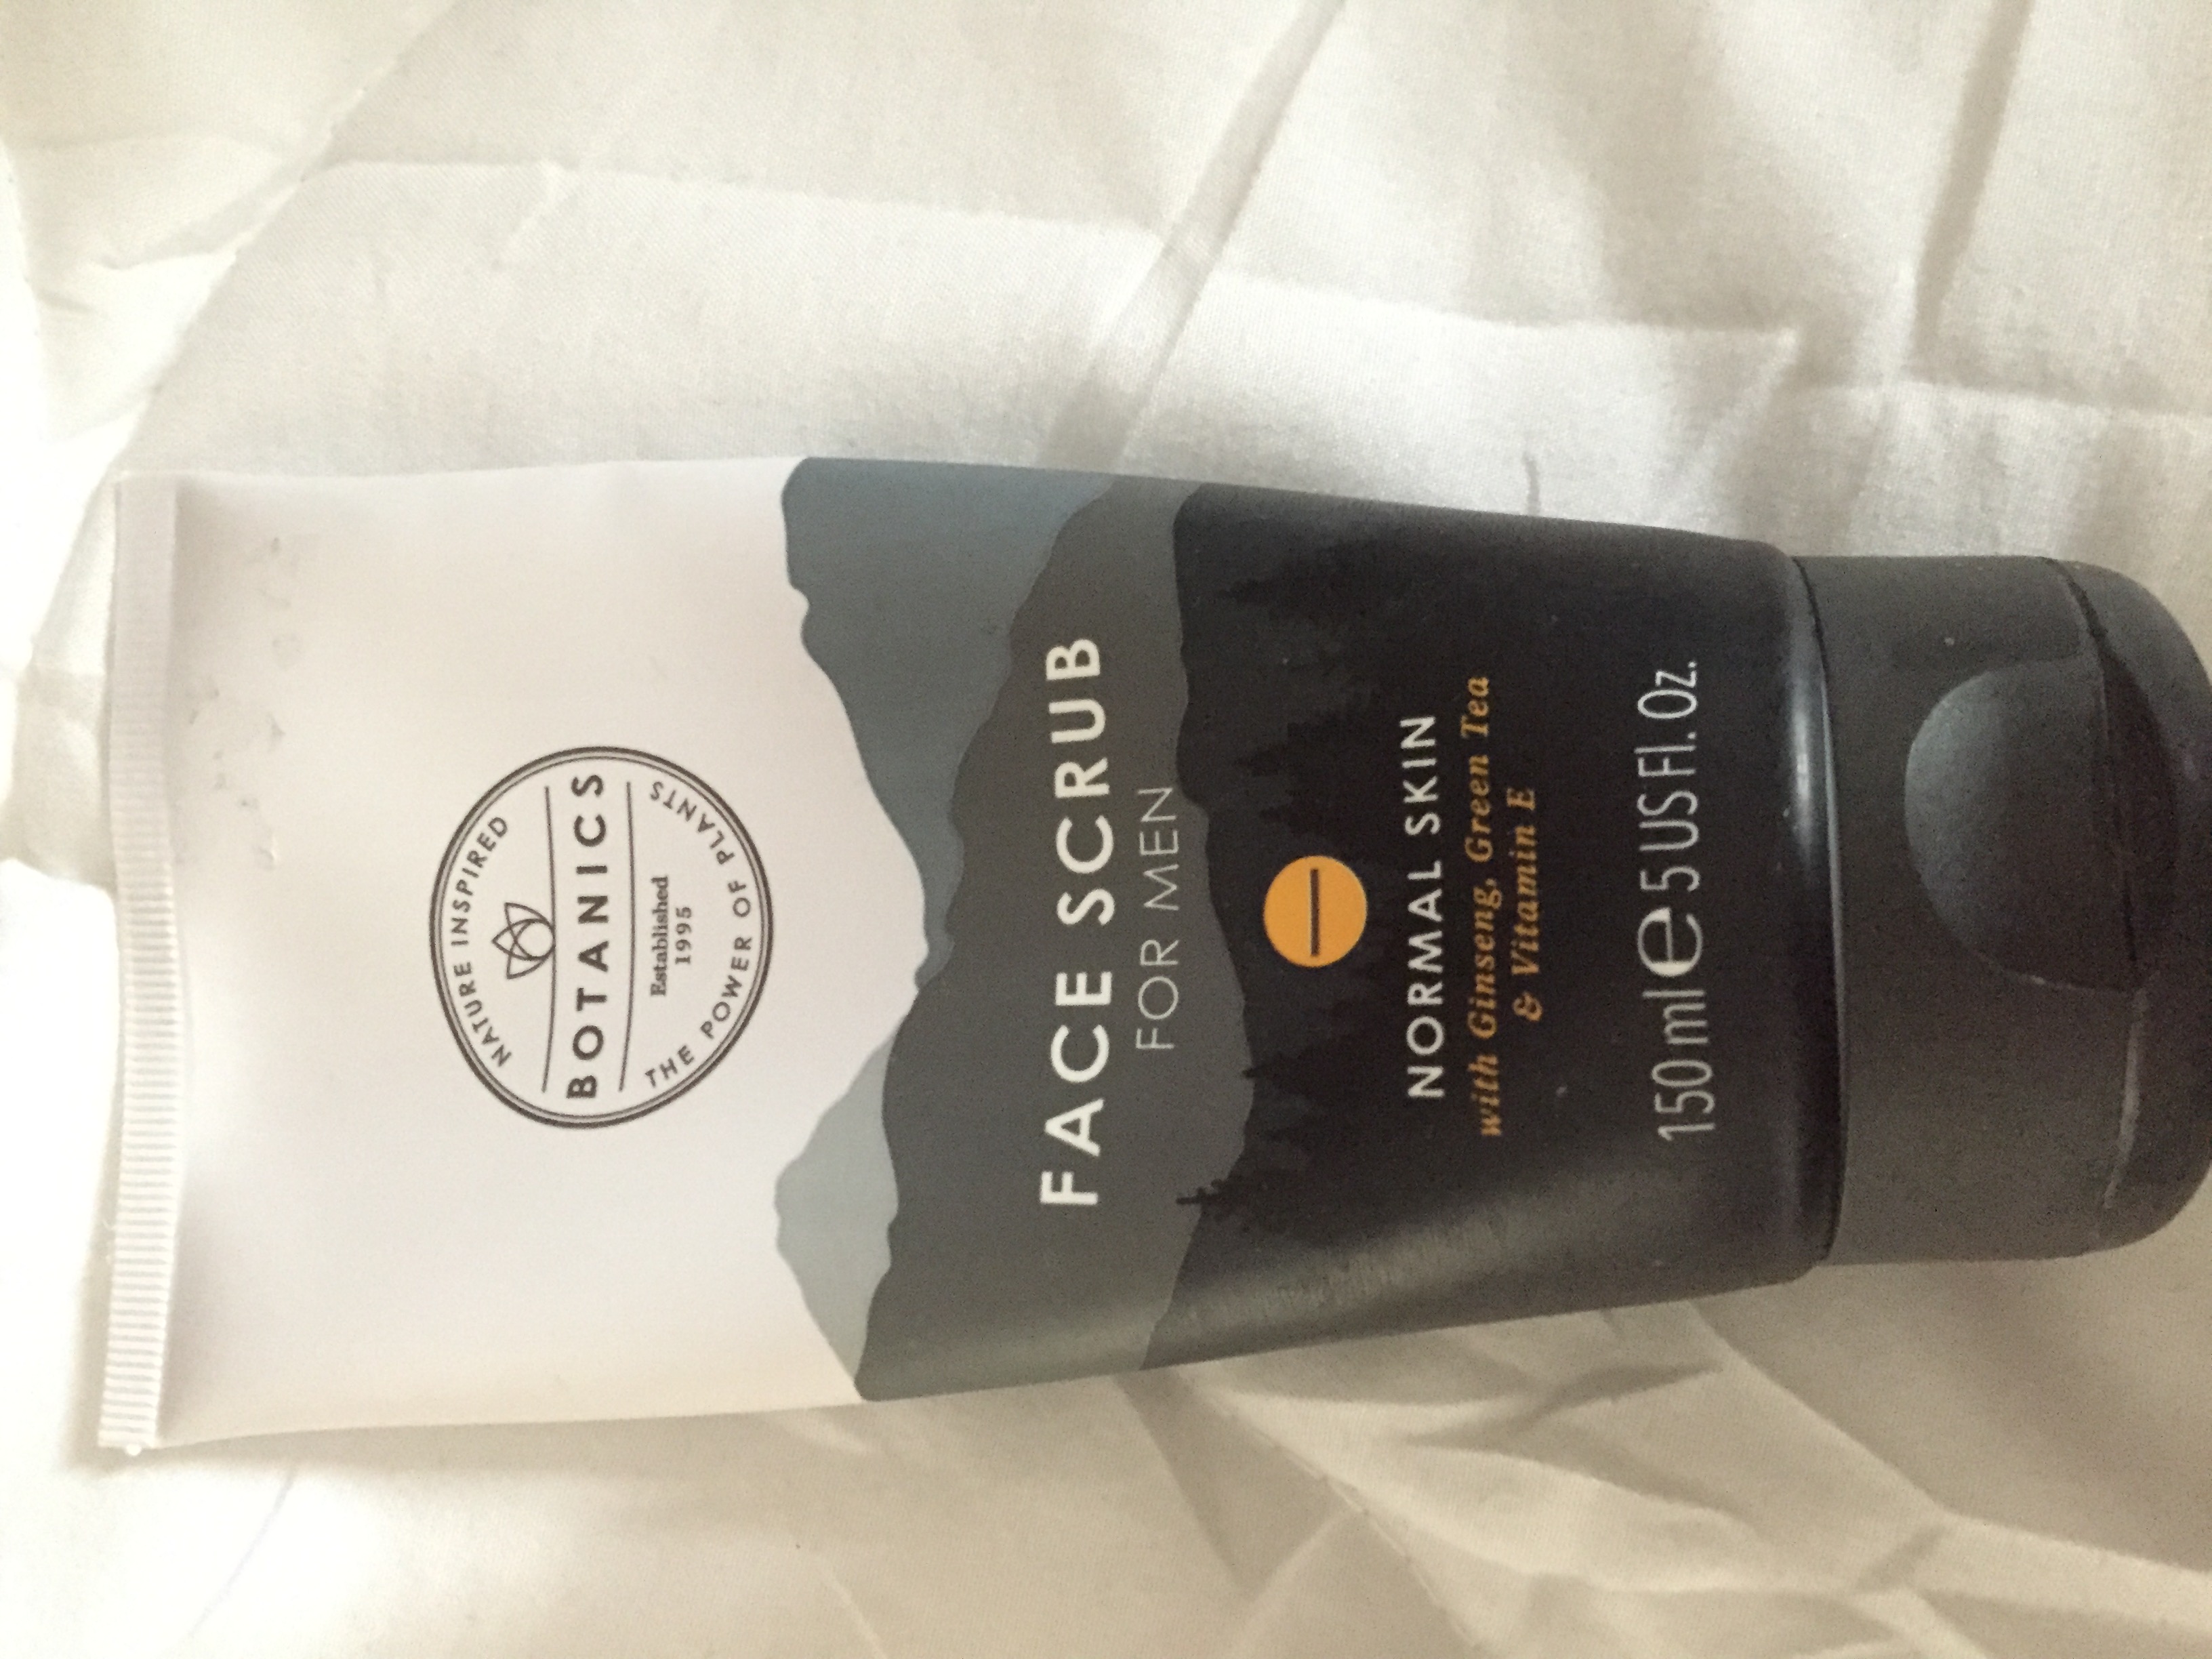 NATURE INSPIRED
BOTANICS
Established
1995
THE POWER OF PLANTS
FACE SCRUB
FOR MEN
NORMAL SKIN
with Ginseng, Green Tea
& Vitamin E
150 ml e 5 US Fl. Oz.